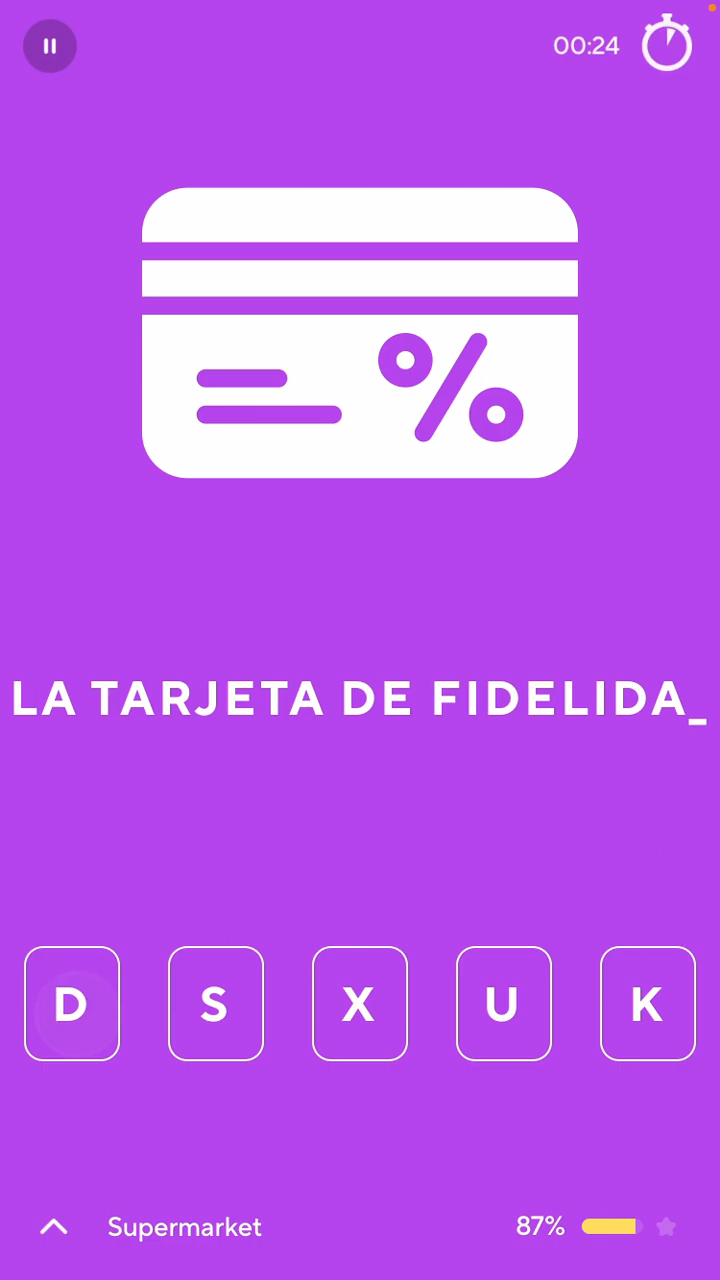 00:24
%
LA TARJETA DE FIDELIDA_
D S X U K
Supermarket 87%